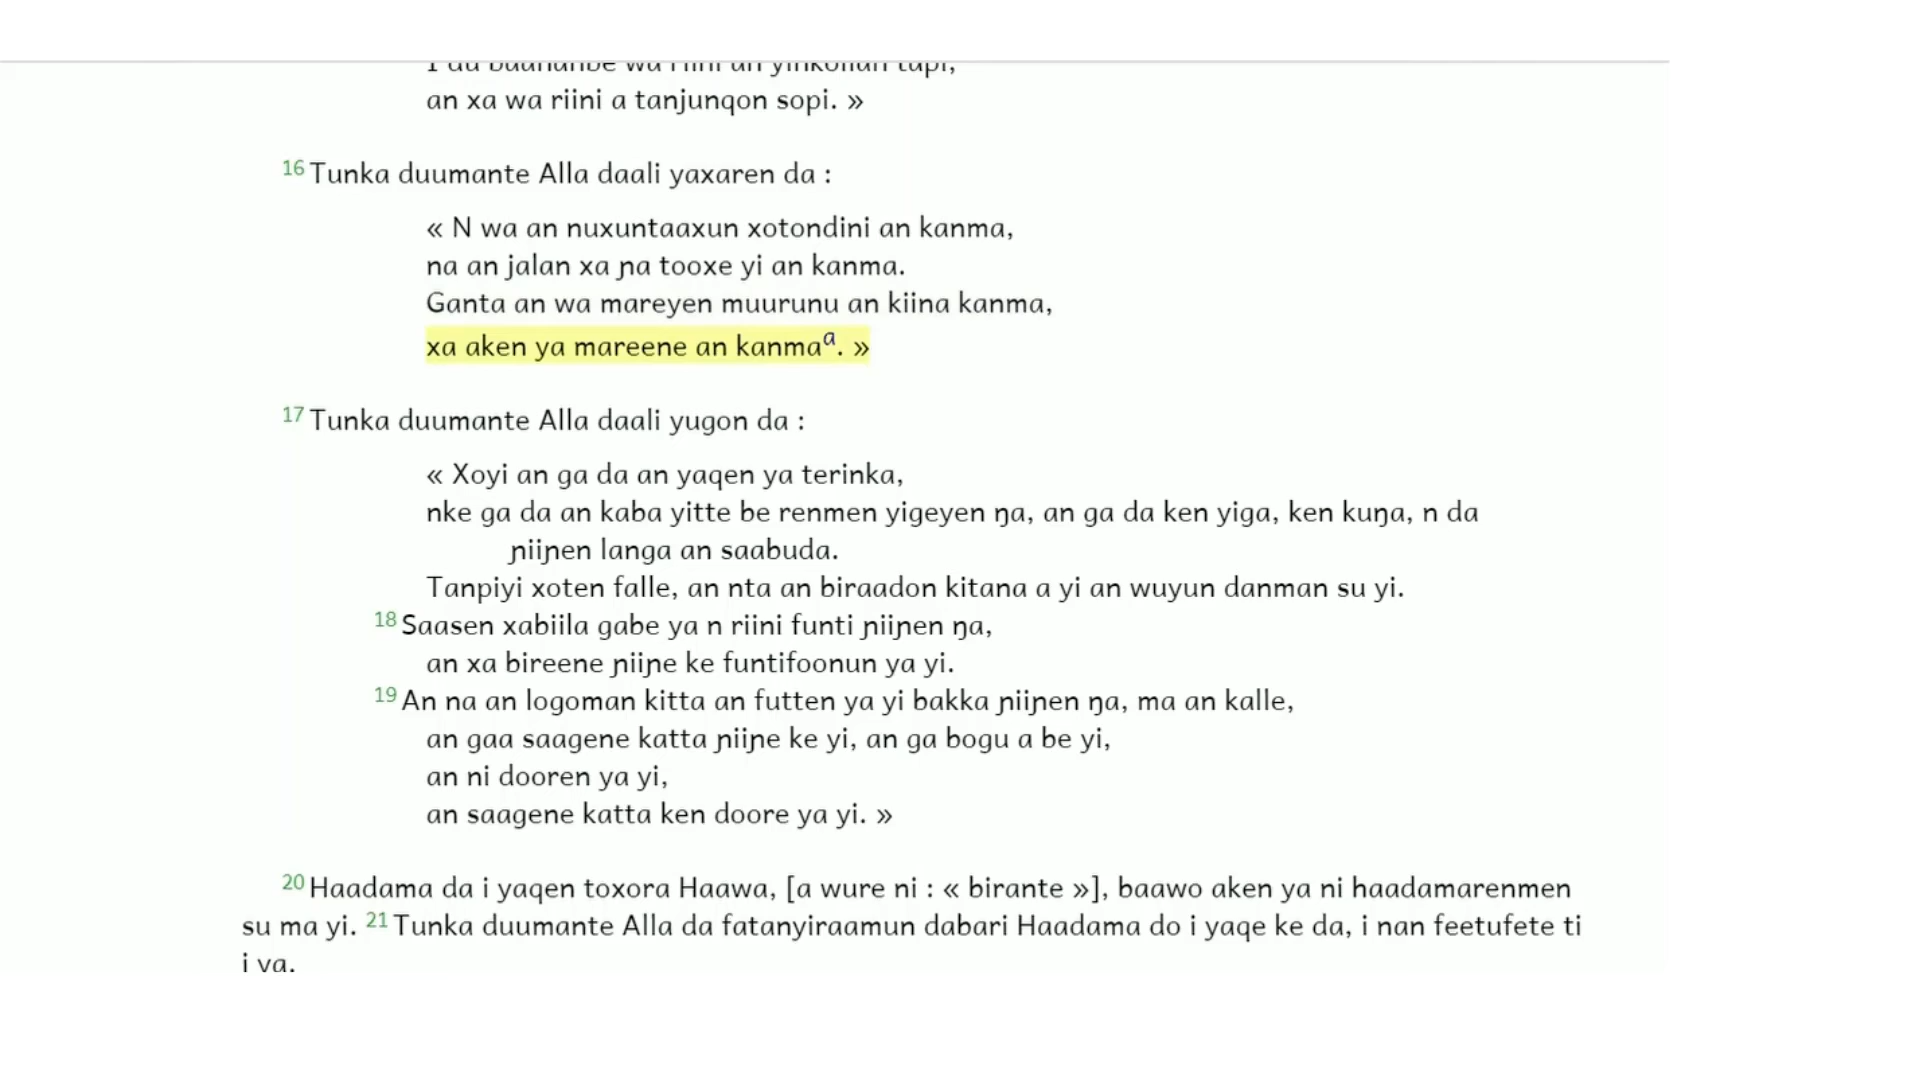 an xa wa riini a tanjunqon sopi. »
16 Tunka duumante Alla daali yaxaren da :
« N wa an nuxuntaaxun xotondini an kanma,
na an jalan xa ɲa tooxe yi an kanma.
Ganta an wa mareyen muurunu an kiina kanma,
xa aken ya mareene an kanmaᵃ. »
17 Tunka duumante Alla daali yugon da :
« Xoyi an ga da an yaqen ya terinka,
nke ga da an kaba yitte be renmen yigeyen ŋa, an ga da ken yiga, ken kuŋa, n da
ɲiiɲen langa an saabuda.
Tanpiyi xoten falle, an nta an biraadon kitana a yi an wuyun danman su yi.
18 Saasen xabiila gabe ya n riini funti ɲiiɲen ŋa,
an xa bireene ɲiiɲe ke funtifoonun ya yi.
19 An na an logoman kitta an futten ya yi bakka ɲiiɲen ŋa, ma an kalle,
an gaa saagene katta ɲiiɲe ke yi, an ga bogu a be yi,
an ni dooren ya yi,
an saagene katta ken doore ya yi. »
20 Haadama da i yaqen toxora Haawa, [a wure ni : « birante »], baawo aken ya ni haadamarenmen
su ma yi. 21 Tunka duumante Alla da fatanyiraamun dabari Haadama do i yaqe ke da, i nan feetufete ti
i ya.